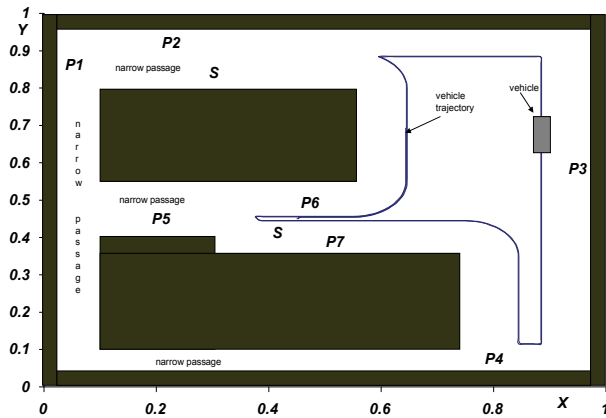 1
Y
0.9
0.8
0.7
0.6
0.5
0.4
0.3
0.2
0.1
0
P2
P1
narrow passage
S
vehicle
vehicle
trajectory
narrow
P3
narrow passage
P6
P5
passage
S
P7
narrow passage
P4
0
0.2
0.4
0.6
0.8
X
1